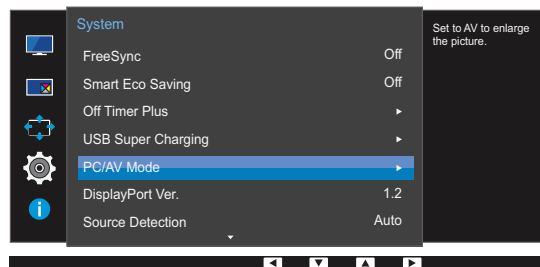 System
FreeSync Off
Smart Eco Saving Off
Off Timer Plus
USB Super Charging
PC/AV Mode
DisplayPort Ver. 1.2
Source Detection Auto
Set to AV to enlarge
the picture.